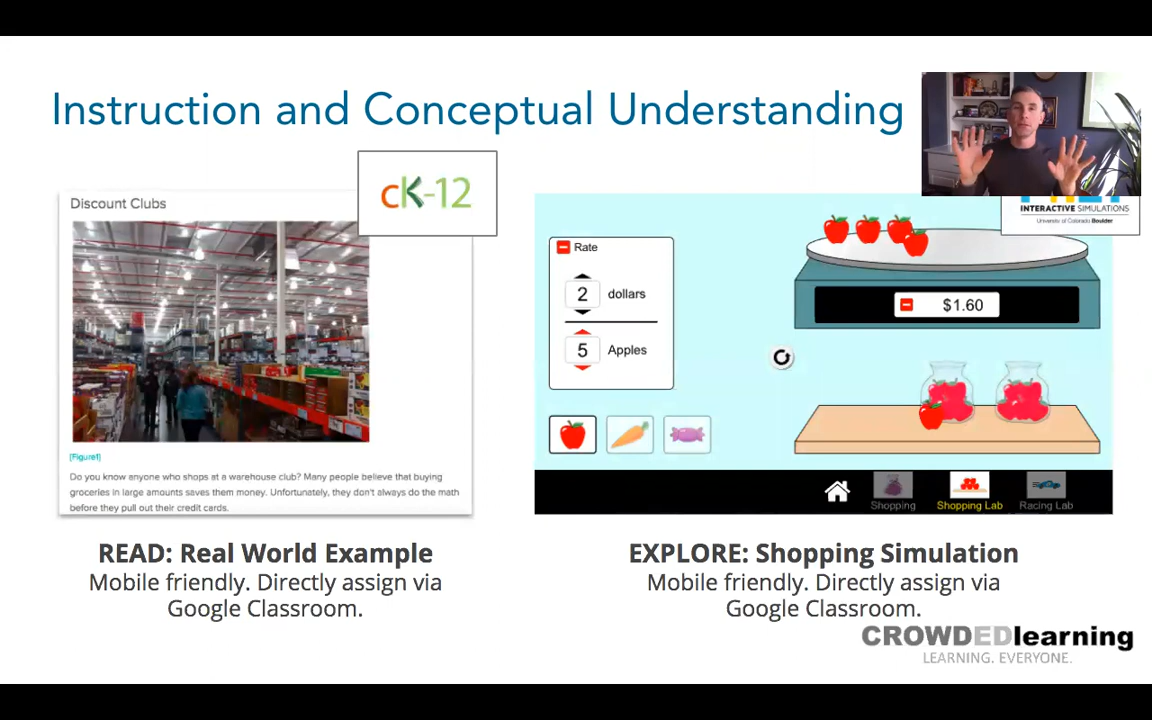 Instruction and Conceptual Understanding
cK-12
Discount Clubs
[Figure1]
Do you know anyone who shops at a warehouse club? Many people believe that buying
groceries in large amounts saves them money. Unfortunately, they don't always do the math
before they pull out their credit cards.
READ: Real World Example
Mobile friendly. Directly assign via
Google Classroom.
INTERACTIVE SIMULATIONS
University of Colorado Boulder
Rate
2 dollars
5 Apples
$1.60
Shopping
Shopping Lab
Racing Lab
EXPLORE: Shopping Simulation
Mobile friendly. Directly assign via
Google Classroom.
CROWDEDlearning
LEARNING. EVERYONE.